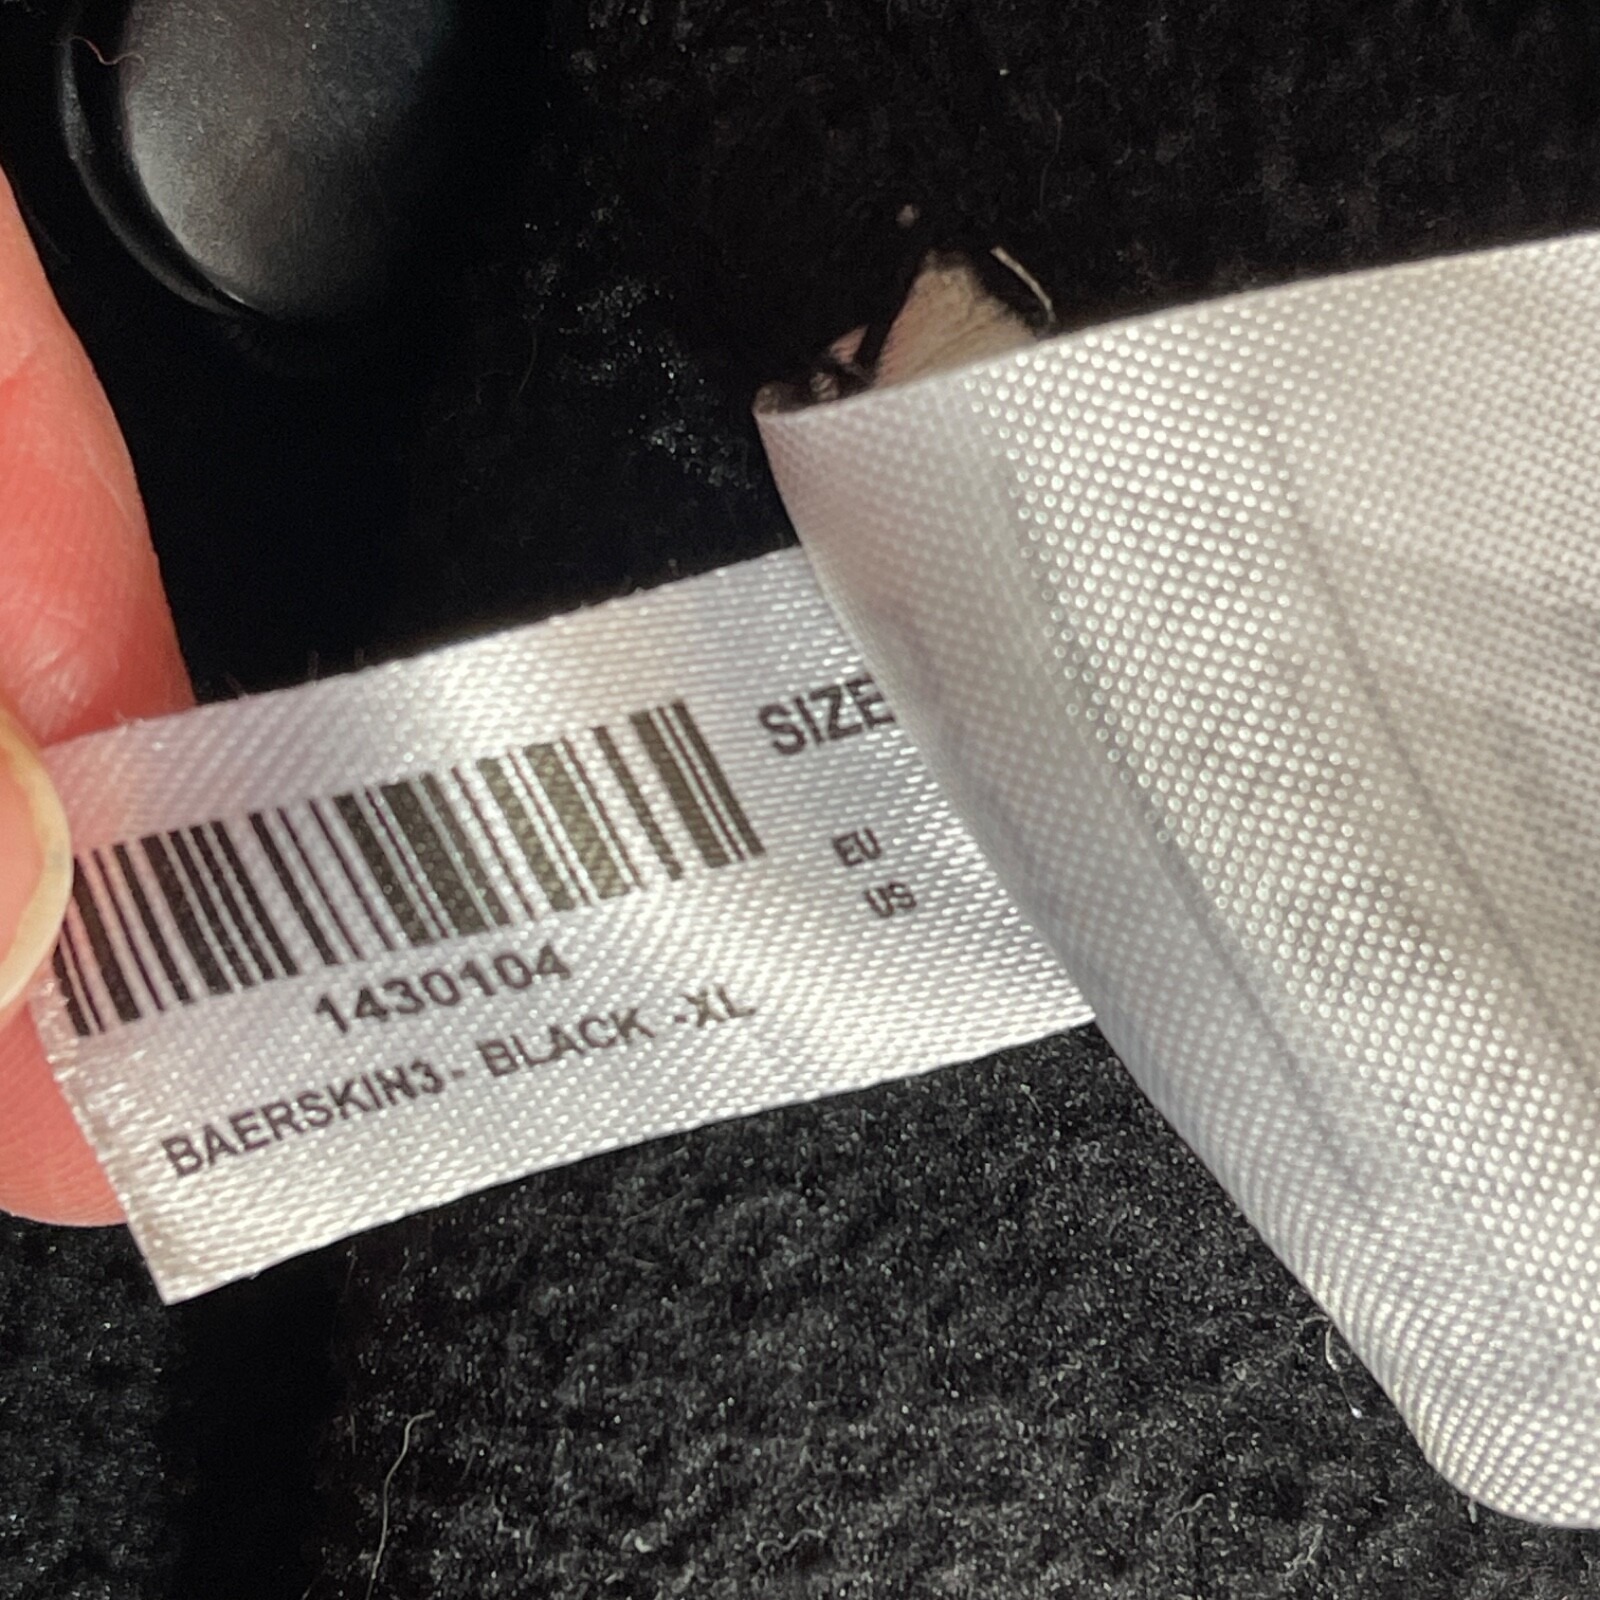 SIZE
EU
US
1430104
BAERSKIN3- BLACK -XL